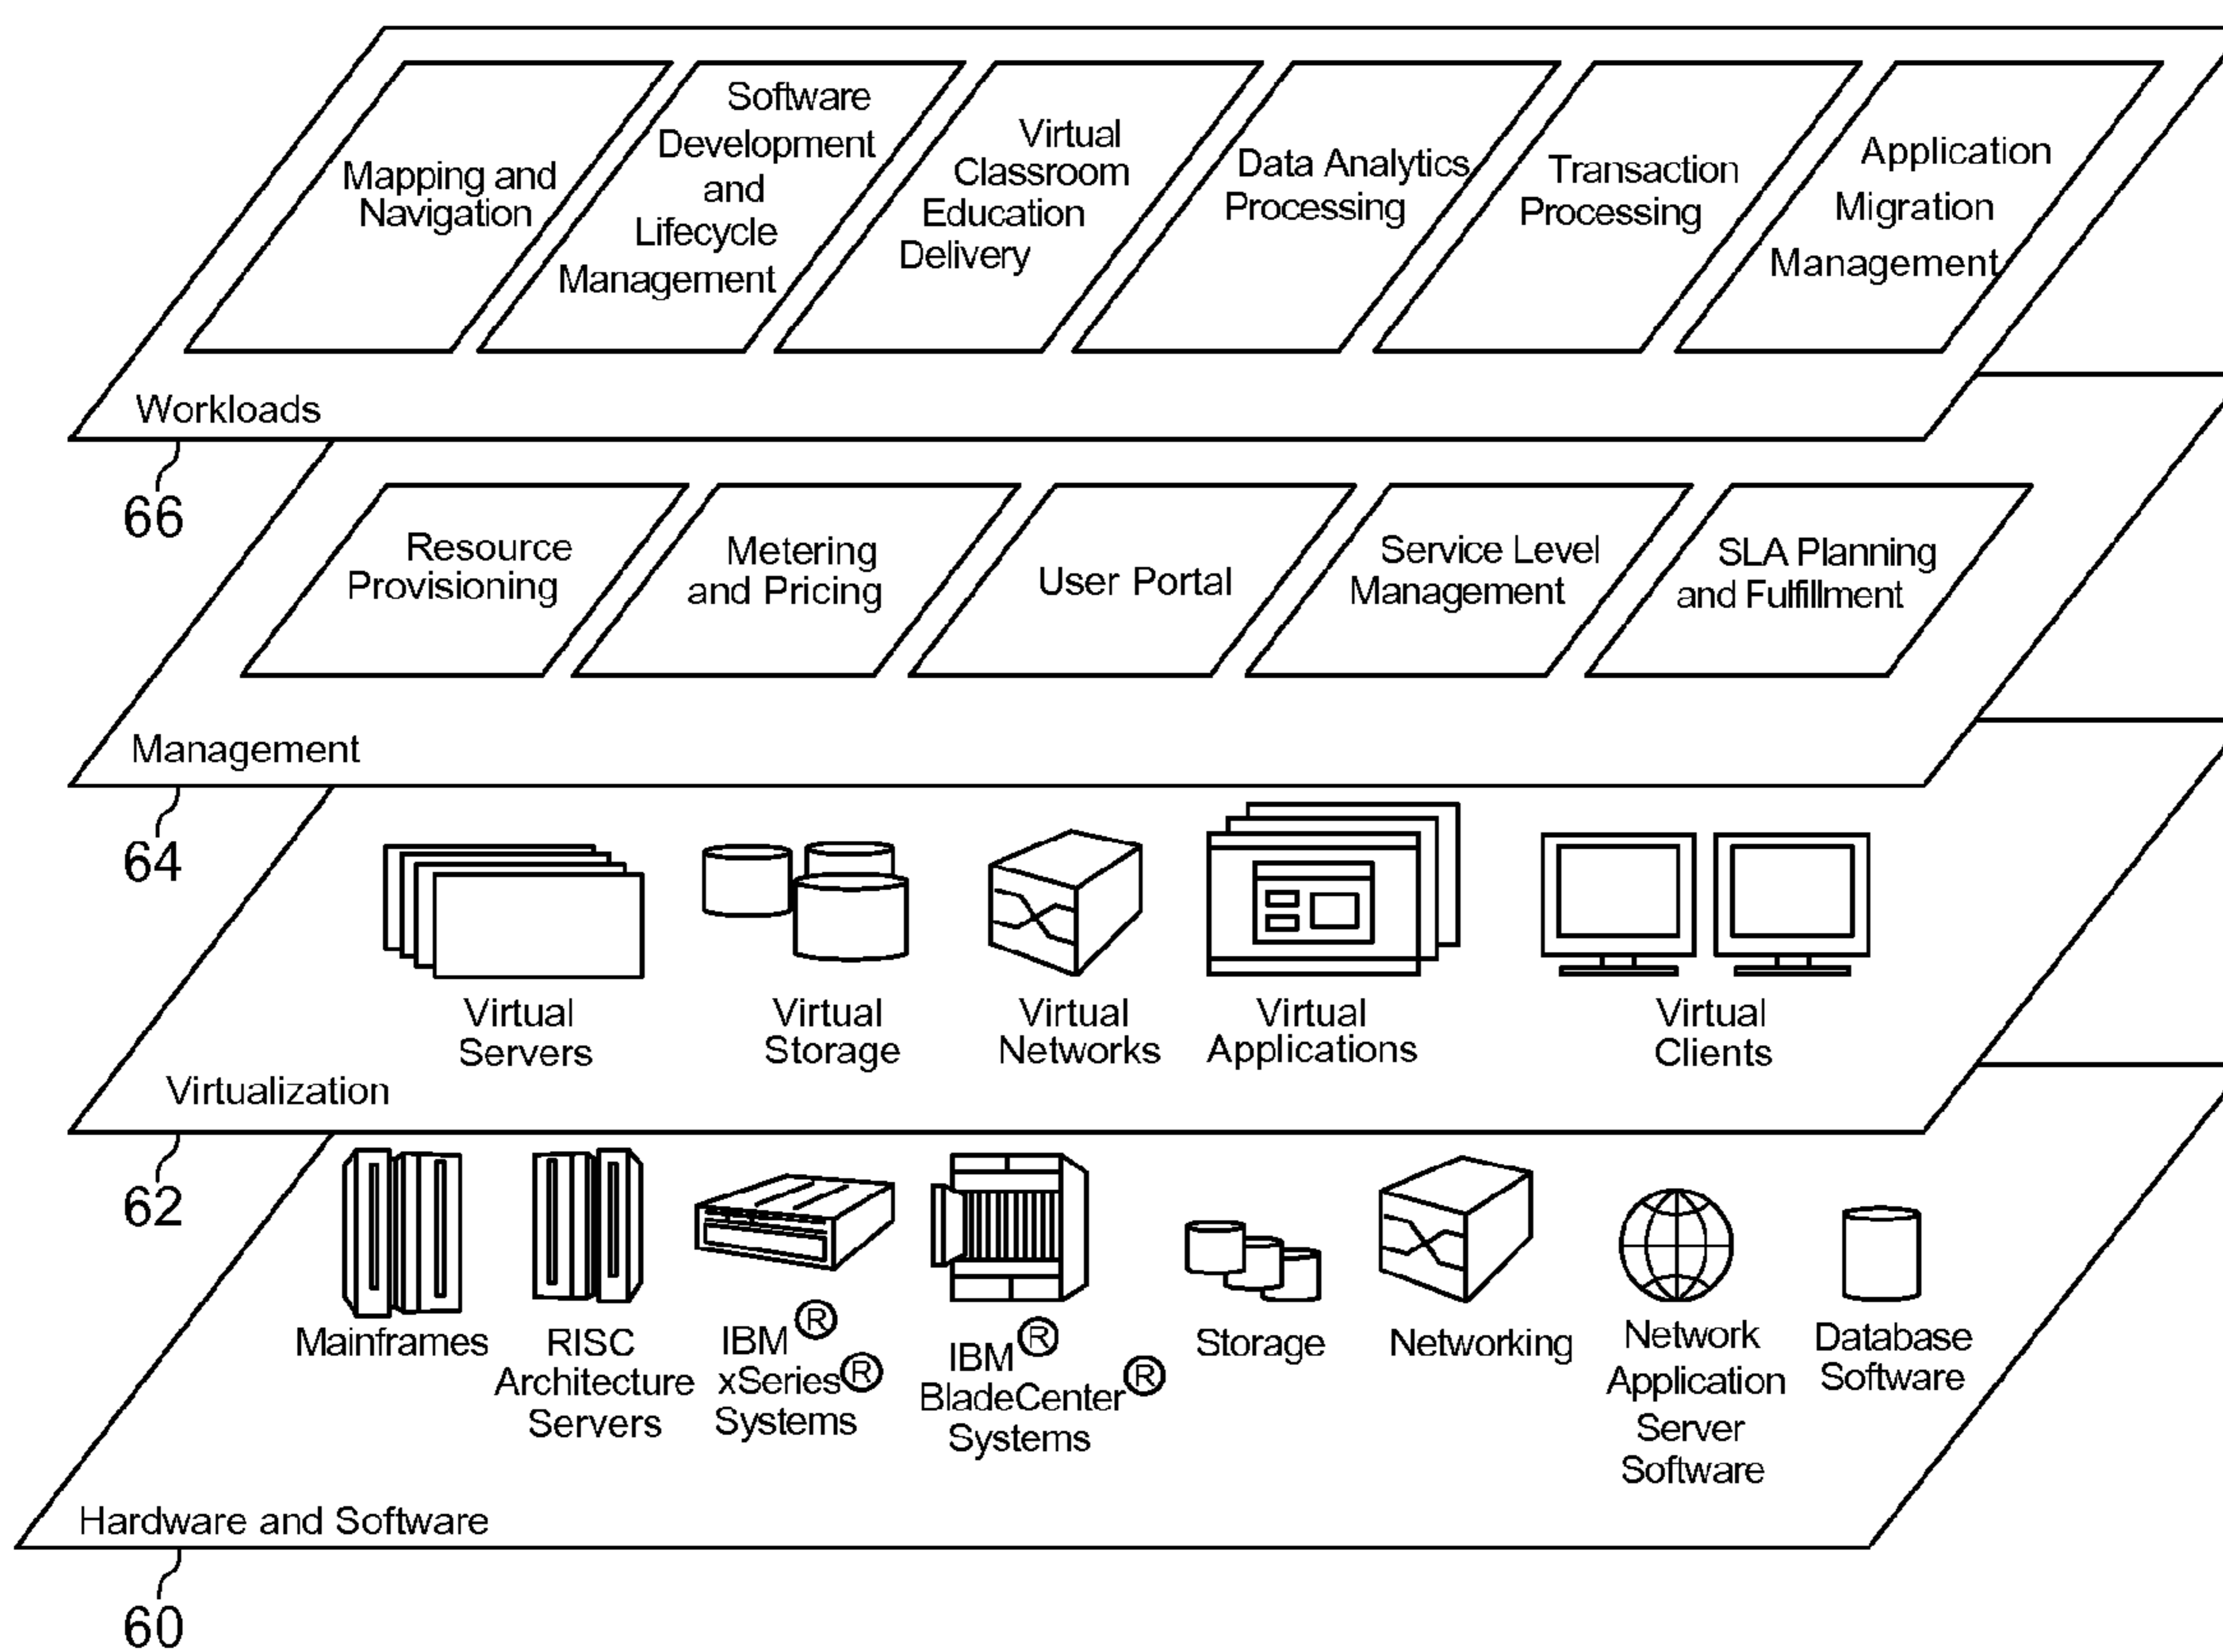 Mapping and
Navigation
Software
Development
and
Lifecycle
Management
Virtual
Classroom
Education
Delivery
Data Analytics
Processing
Transaction
Processing
Application
Migration
Management
Workloads
66
Resource
Provisioning
Metering
and Pricing
User Portal
Service Level
Management
SLA Planning
and Fulfillment
Management
64
Virtual
Servers
Virtual
Storage
Virtual
Networks
Virtual
Applications
Virtual
Clients
Virtualization
62
Mainframes
RISC
Architecture
Servers
IBM ®
xSeries®
Systems
IBM ®
BladeCenter®
Systems
Storage
Networking
Network
Application
Server
Software
Database
Software
Hardware and Software
60